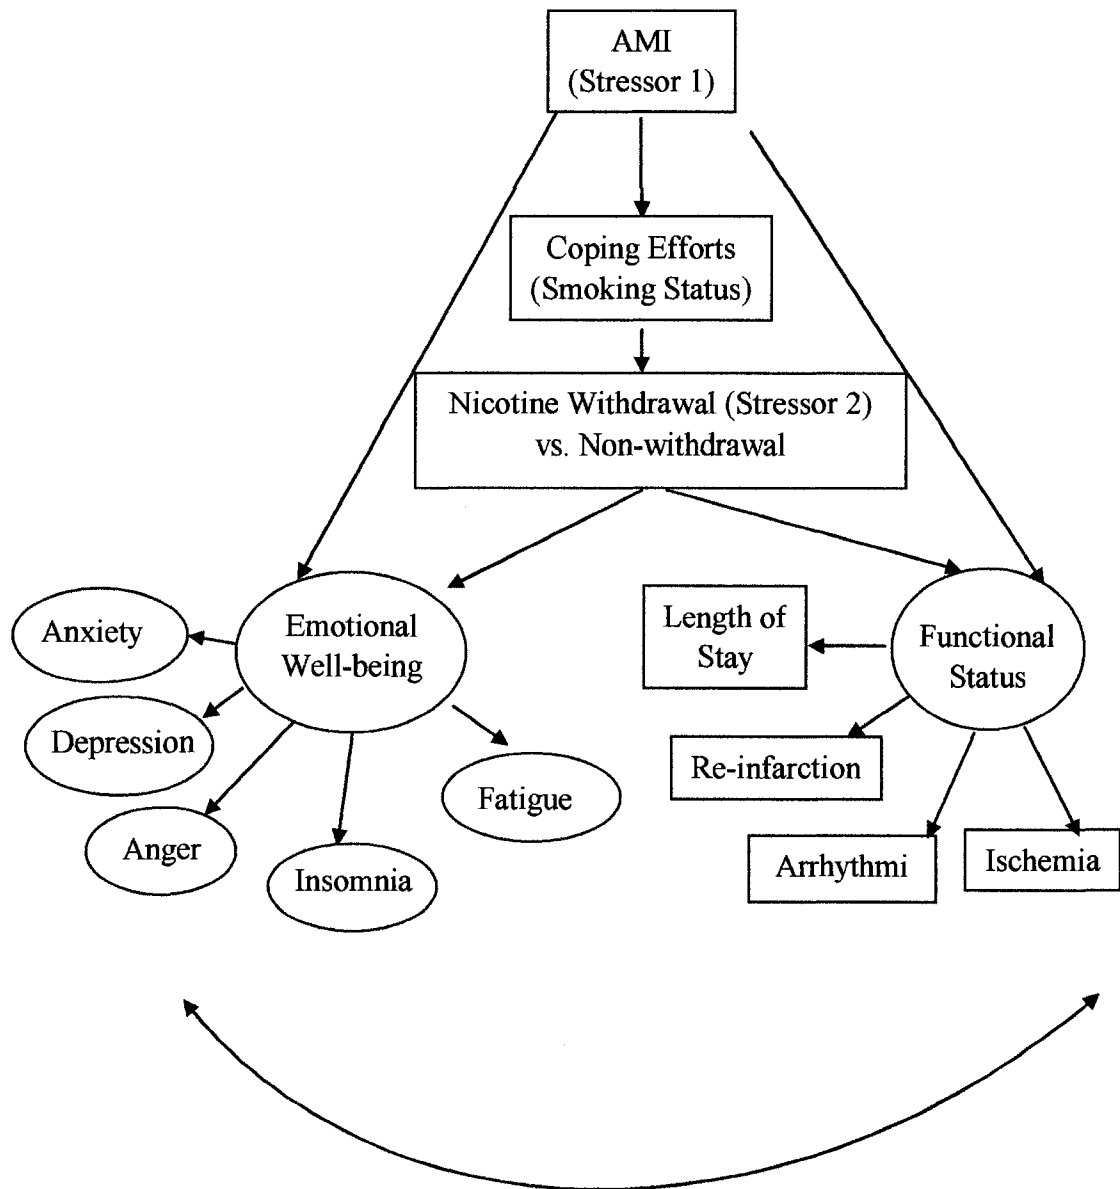 AMI
(Stressor 1)
Coping Efforts
(Smoking Status)
Nicotine Withdrawal (Stressor 2)
vs. Non-withdrawal
Emotional
Well-being
Anxiety
Depression
Anger
Insomnia
Fatigue
Functional
Status
Length of
Stay
Re-infarction
Arrhythmi
Ischemia